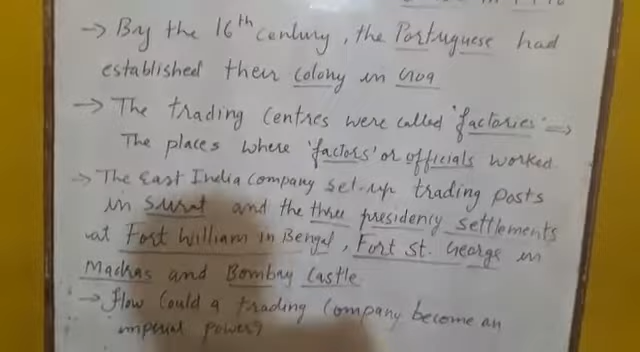 → By the 16th century, the Portuguese had
established their colony in Goa
→ The trading centres were called 'factories' ⇒
The places where 'factors' or officials worked
→ The East India Company set-up trading posts
in Surat and the three presidency settlements
at Fort William in Bengal, Fort St. George in
Madras and Bombay Castle
→ How could a trading company become an
imperial power?